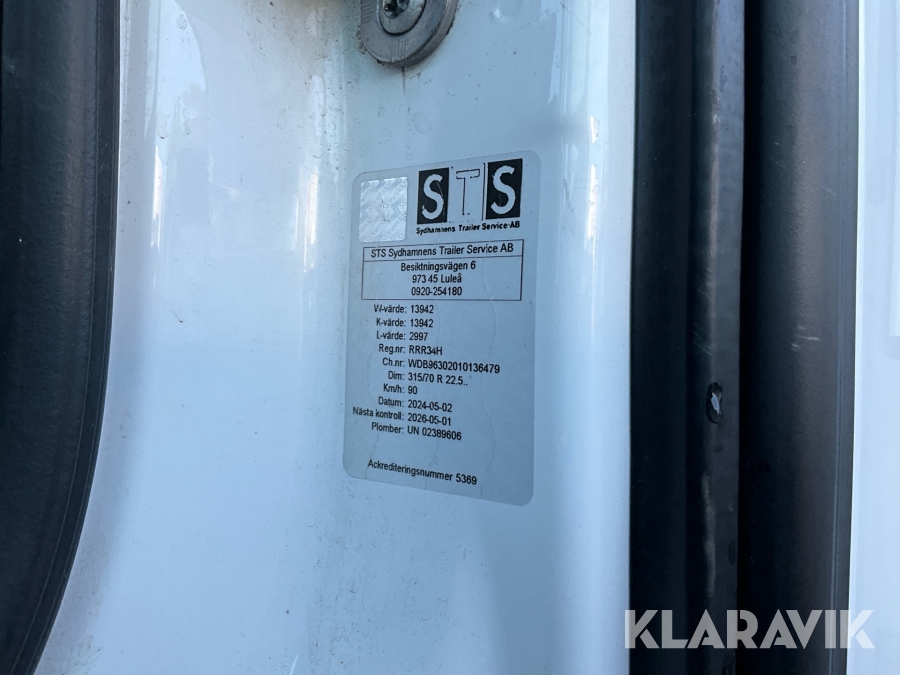 STS
Sydhamnens Trailer Service AB
STS Sydhamnens Trailer Service AB
Besiktningsvägen 6
973 45 Luleå
0920-254180
W-värde: 13942
K-värde: 13942
L-värde: 2997
Reg.nr: RRR34H
Ch.nr: WDB96302010136479
Dim: 315/70 R 22.5..
Km/h: 90
Datum: 2024-05-02
Nästa kontroll: 2026-05-01
Plomber: UN 02389606
Ackrediteringsnummer 5369
KLARAVIK